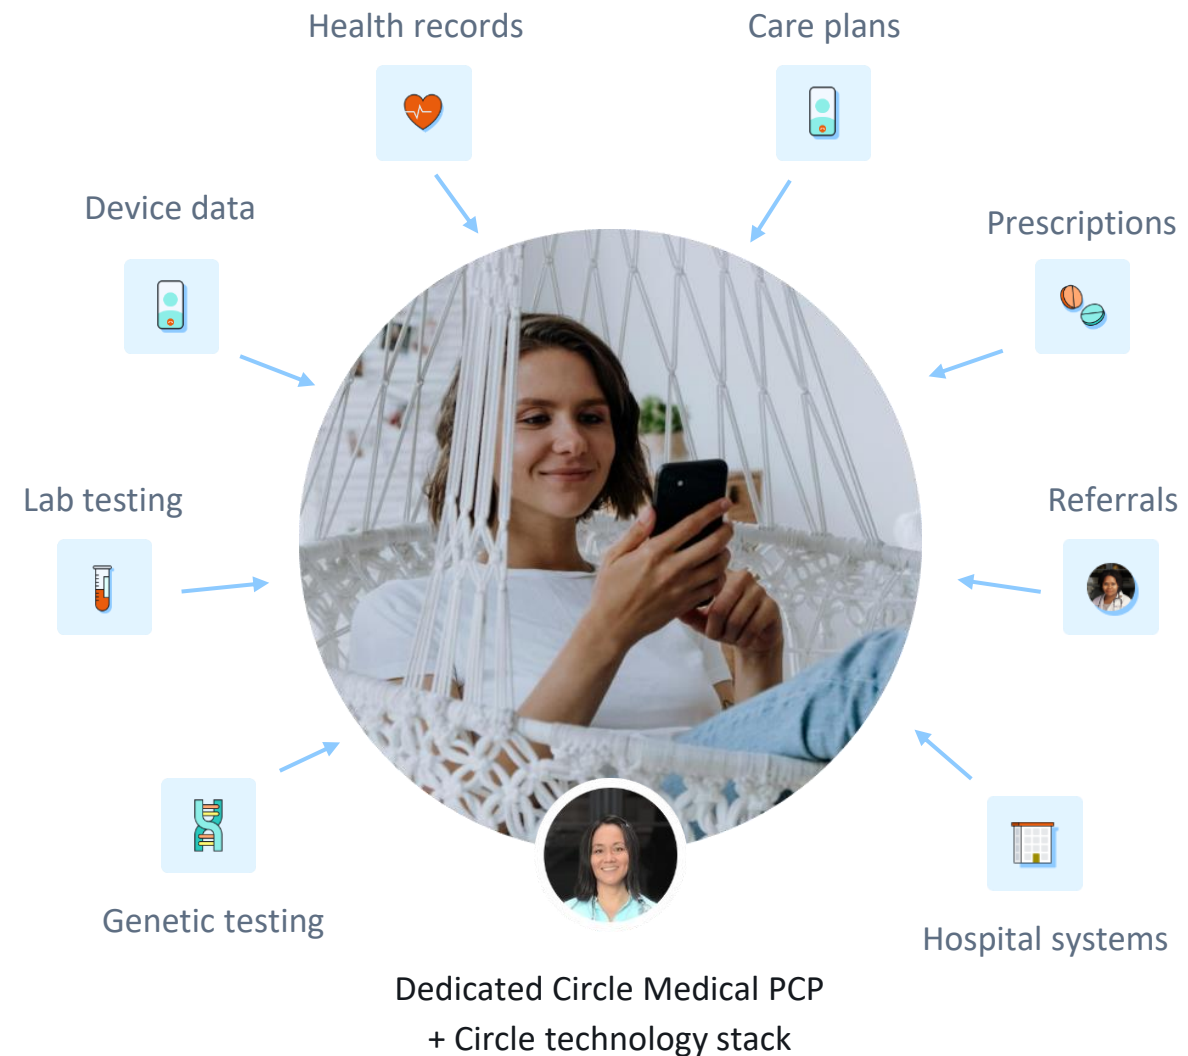 Health records
Care plans
Device data
Prescriptions
Lab testing
Referrals
Genetic testing
Hospital systems
Dedicated Circle Medical PCP
+ Circle technology stack